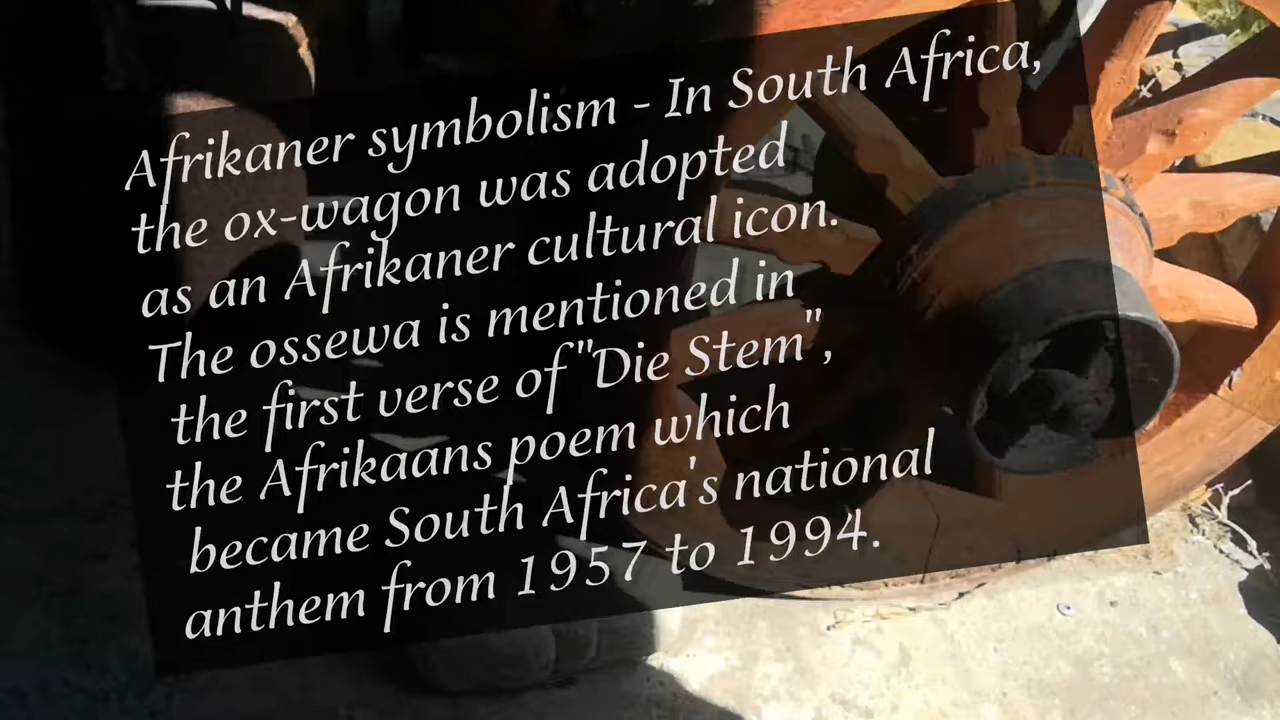 Afrikaner symbolism - In South Africa,
the ox-wagon was adopted
as an Afrikaner cultural icon.
The ossewa is mentioned in
the first verse of "Die Stem",
the Afrikaans poem which
became South Africa's national
anthem from 1957 to 1994.